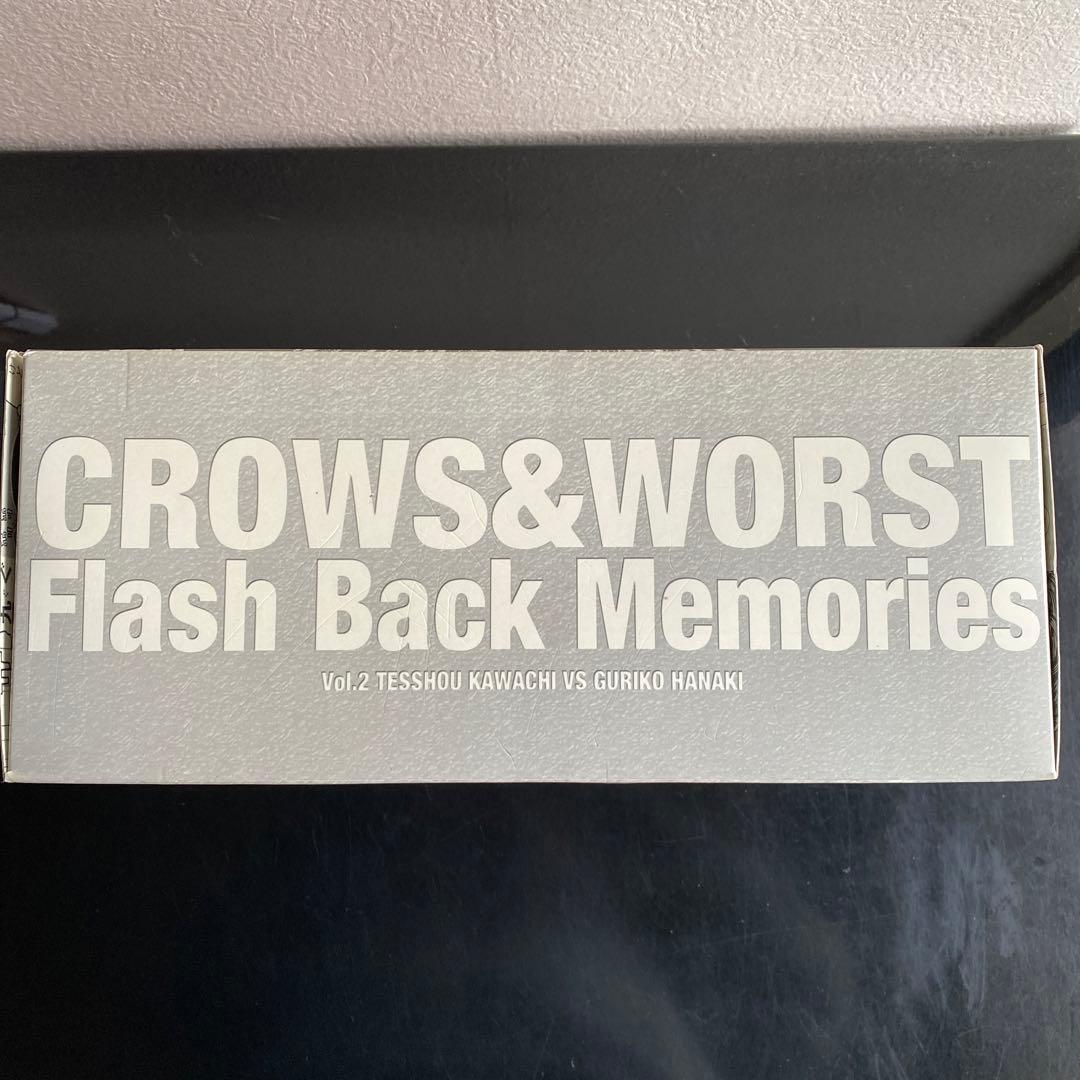 CROWS&WORST
Flash Back Memories
Vol.2 TESSHOU KAWACHI VS GURIKO HANAKI